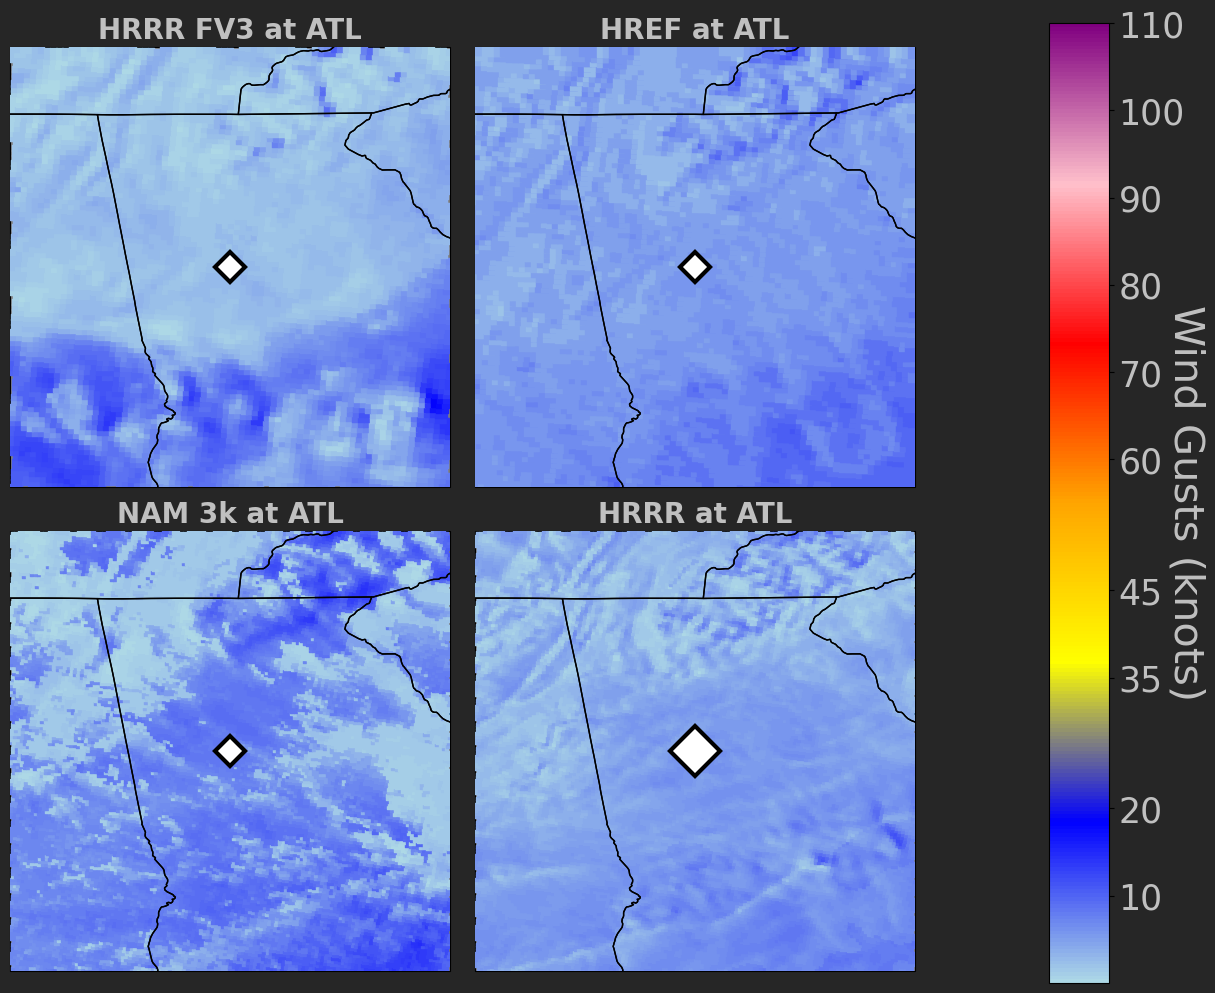 HRRR FV3 at ATL
HREF at ATL
NAM 3k at ATL
HRRR at ATL
110
100
90
80
70
60
45
35
20
10
Wind Gusts (knots)